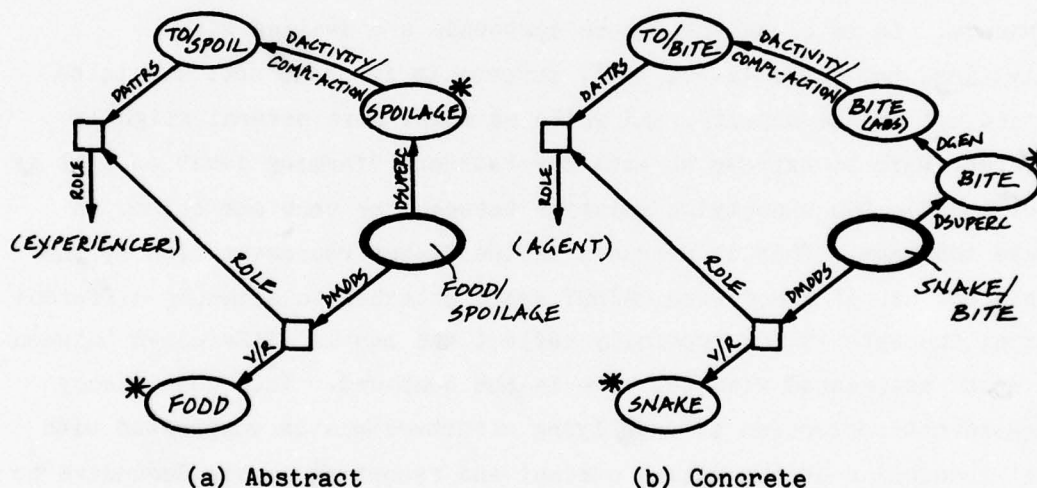 TO/SPOIL
DACTIVITY/
COMPL-ACTION
SPOILAGE
*
DATTRS
ROLE
(EXPERIENCER)
DSUPERC
ROLE
DMODS
FOOD/
SPOILAGE
V/R
*
FOOD
(a) Abstract
TO/BITE
DACTIVITY/
COMPL-ACTION
BITE
(ABS)
DGEN
*
BITE
DATTRS
ROLE
(AGENT)
DSUPERC
ROLE
DMODS
SNAKE/
BITE
V/R
*
SNAKE
(b) Concrete